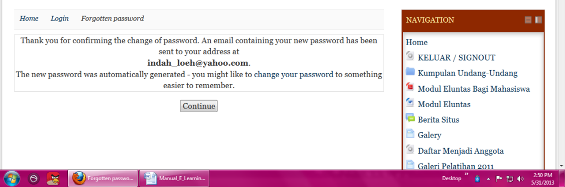 Home Login Forgotten password
Thank you for confirming the change of password. An email containing your new password has been
sent to your address at
indah_loeh@yahoo.com.
The new password was automatically generated - you might like to change your password to something
easier to remember.
Continue
NAVIGATION
Home
KELUAR / SIGNOUT
Kumpulan Undang-Undang
Modul Eluntas Bagi Mahasiswa
Modul Eluntas
Berita Situs
Galery
Daftar Menjadi Anggota
Galeri Pelatihan 2011
Forgotten passwo...
Manual_E_Learnin...
Desktop
2:50 PM
5/31/2013